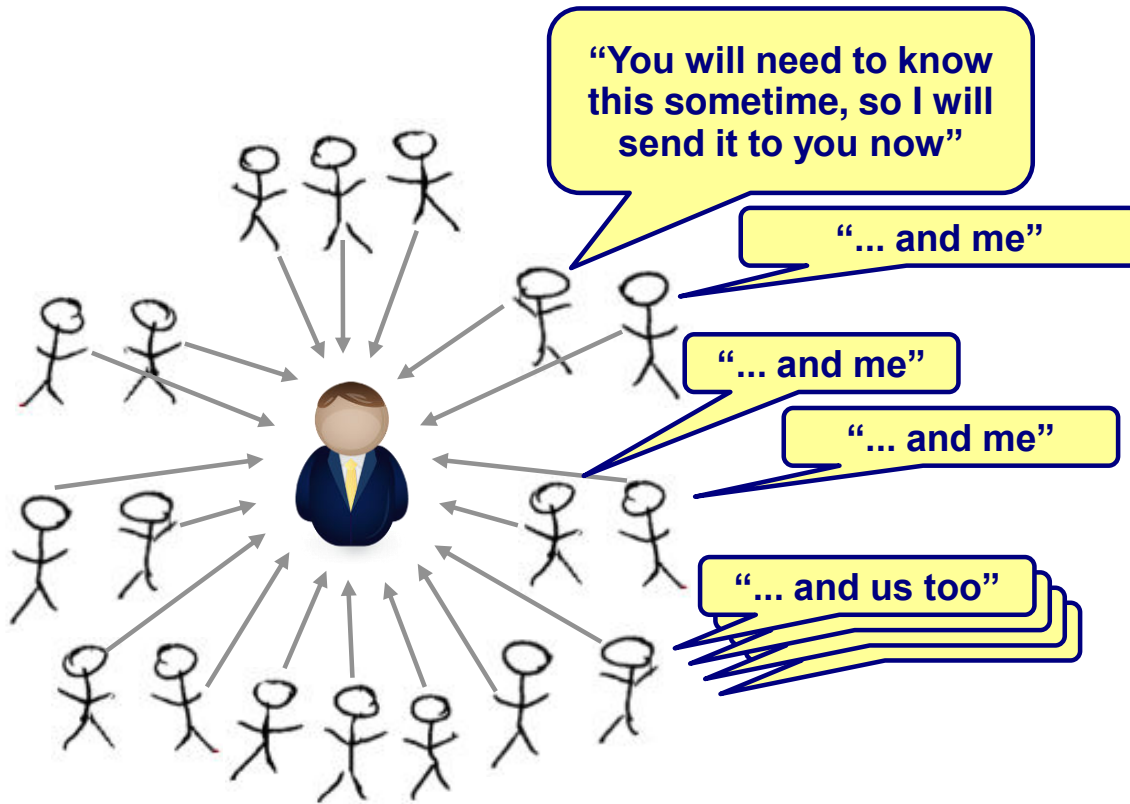 “You will need to know
this sometime, so I will
send it to you now”
“... and me”
“... and me”
“... and me”
“... and us too”